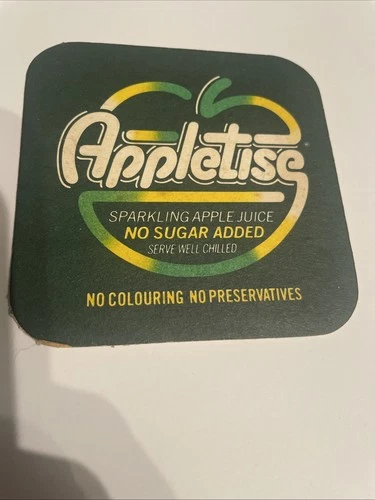 Appletise
SPARKLING APPLE JUICE
NO SUGAR ADDED
SERVE WELL CHILLED
NO COLOURING NO PRESERVATIVES